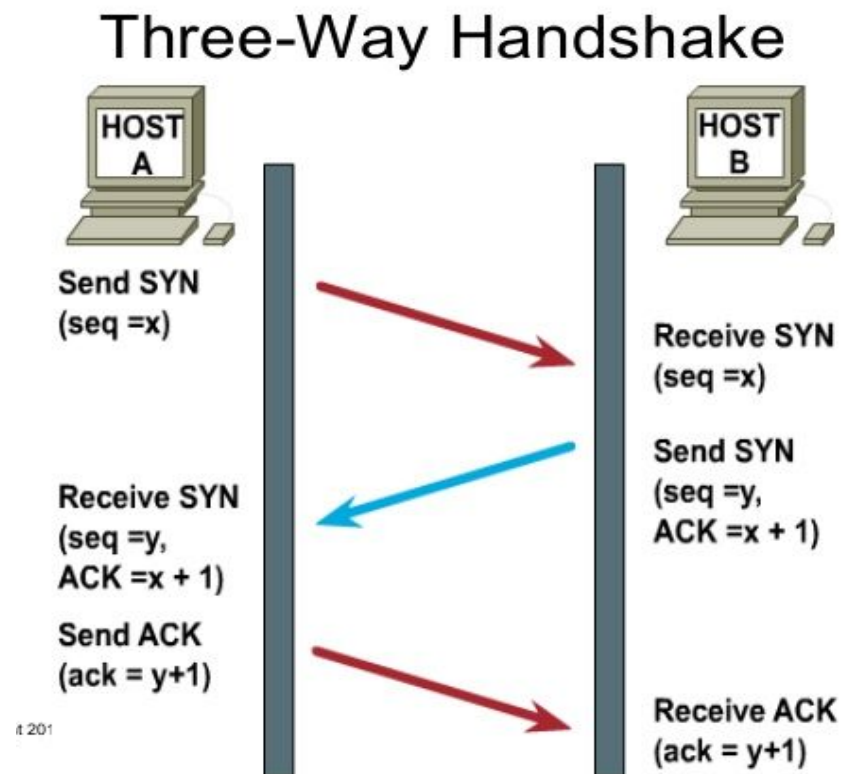 Three-Way Handshake
HOST
A
HOST
B
Send SYN
(seq =x)
Receive SYN
(seq =x)
Send SYN
(seq =y,
ACK =x + 1)
Receive SYN
(seq =y,
ACK =x + 1)
Send ACK
(ack = y+1)
Receive ACK
(ack = y+1)
201